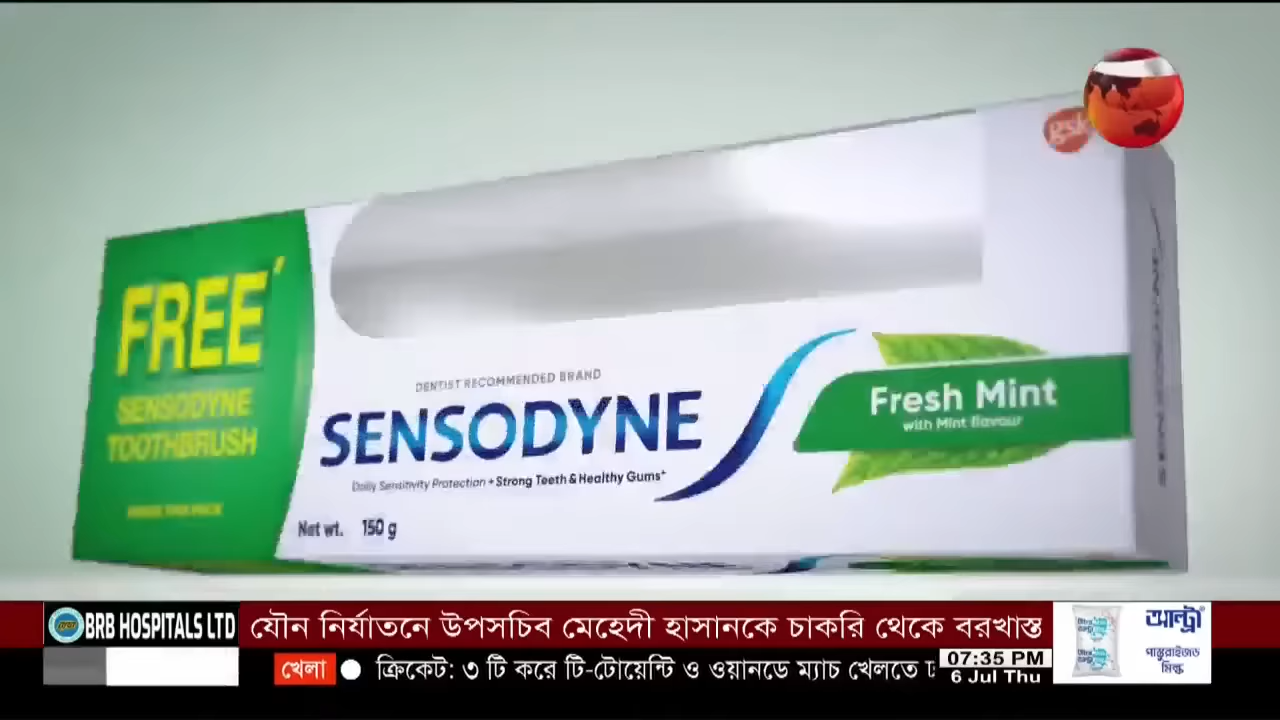 gsk
FREE
SENSODYNE
TOOTHBRUSH
DENTIST RECOMMENDED BRAND
SENSODYNE
Daily Sensitivity Protection + Strong Teeth & Healthy Gums+
Net wt. 150 g
Fresh Mint
with Mint flavour
SENSODYNE
BRB HOSPITALS LTD
যৌন নির্যাতনে উপসচিব মেহেদী হাসানকে চাকরি থেকে বরখাস্ত
আল্ট্রা
পাস্তুরাইজড
মিল্ক
খেলা
ক্রিকেট: ৩ টি করে টি-টোয়েন্টি ও ওয়ানডে ম্যাচ খেলতে
07:35 PM
6 Jul Thu